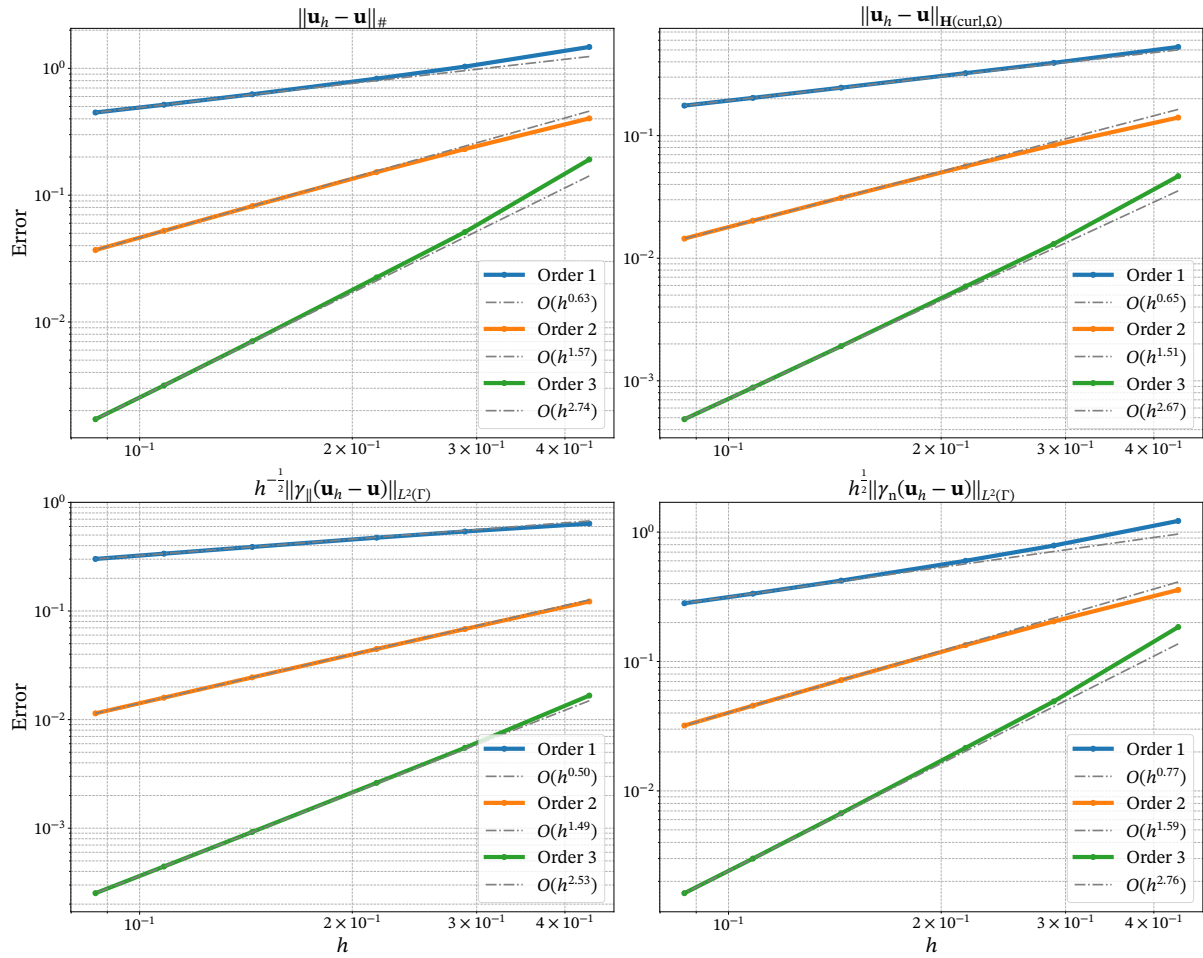 ||u_h − u||_#
Error
10^0
10^{-1}
10^{-2}
10^{-1}
2 × 10^{-1}
3 × 10^{-1}
4 × 10^{-1}
Order 1
O(h^{0.63})
Order 2
O(h^{1.57})
Order 3
O(h^{2.74})
||u_h − u||_{H(curl,Ω)}
10^{-1}
10^{-2}
10^{-3}
10^{-1}
2 × 10^{-1}
3 × 10^{-1}
4 × 10^{-1}
Order 1
O(h^{0.65})
Order 2
O(h^{1.51})
Order 3
O(h^{2.67})
h^{-\frac{1}{2}}||γ_∥(u_h − u)||_{L^2(Γ)}
Error
10^0
10^{-1}
10^{-2}
10^{-3}
10^{-1}
2 × 10^{-1}
3 × 10^{-1}
4 × 10^{-1}
h
Order 1
O(h^{0.50})
Order 2
O(h^{1.49})
Order 3
O(h^{2.53})
h^{\frac{1}{2}}||γ_n(u_h − u)||_{L^2(Γ)}
10^0
10^{-1}
10^{-2}
10^{-1}
2 × 10^{-1}
3 × 10^{-1}
4 × 10^{-1}
h
Order 1
O(h^{0.77})
Order 2
O(h^{1.59})
Order 3
O(h^{2.76})